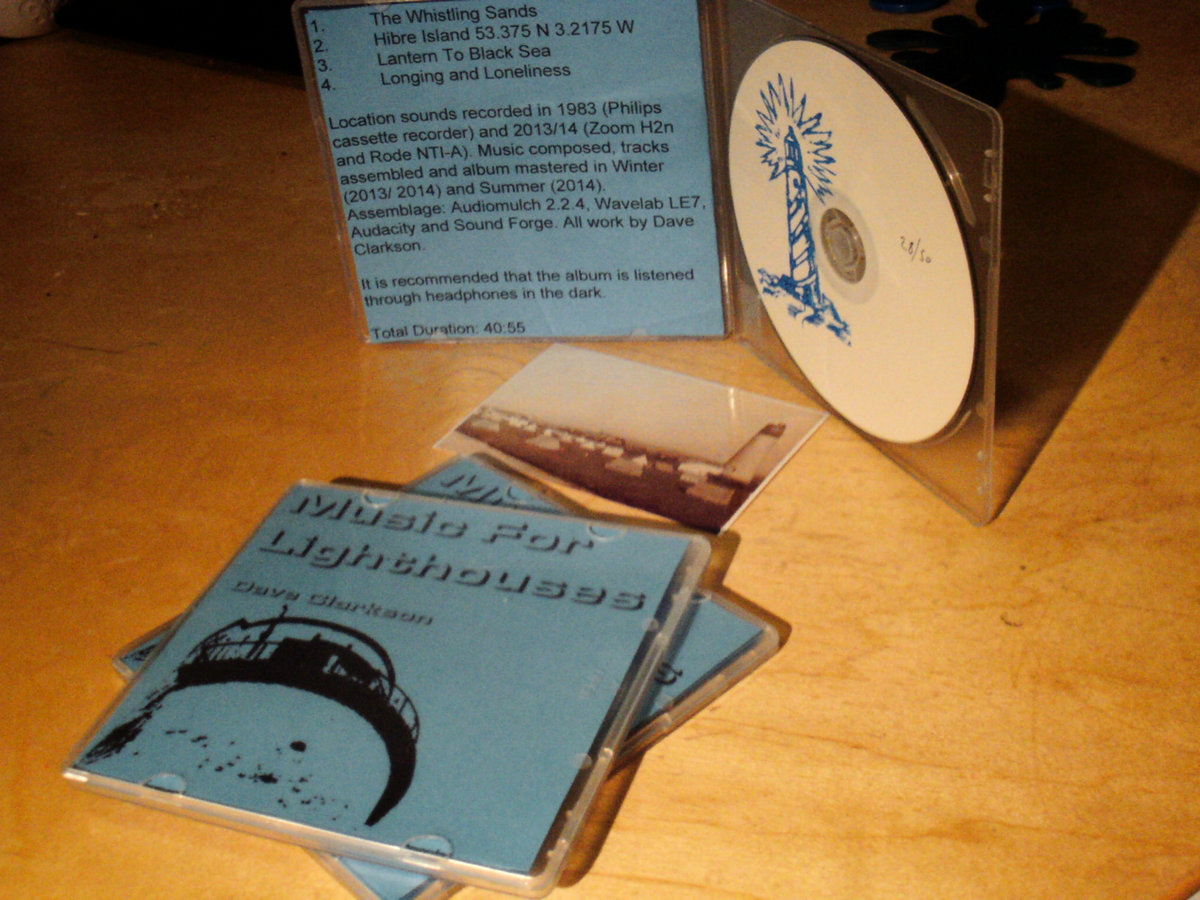 1. The Whistling Sands
2. Hibre Island 53.375 N 3.2175 W
3. Lantern To Black Sea
4. Longing and Loneliness
Location sounds recorded in 1983 (Philips
cassette recorder) and 2013/14 (Zoom H2n
and Rode NTI-A). Music composed, tracks
assembled and album mastered in Winter
(2013/ 2014) and Summer (2014).
Assemblage: Audiomulch 2.2.4, Wavelab LE7,
Audacity and Sound Forge. All work by Dave
Clarkson.
It is recommended that the album is listened
through headphones in the dark.
Total Duration: 40:55
28/50
Music For
Lighthouses
Dave Clarkson